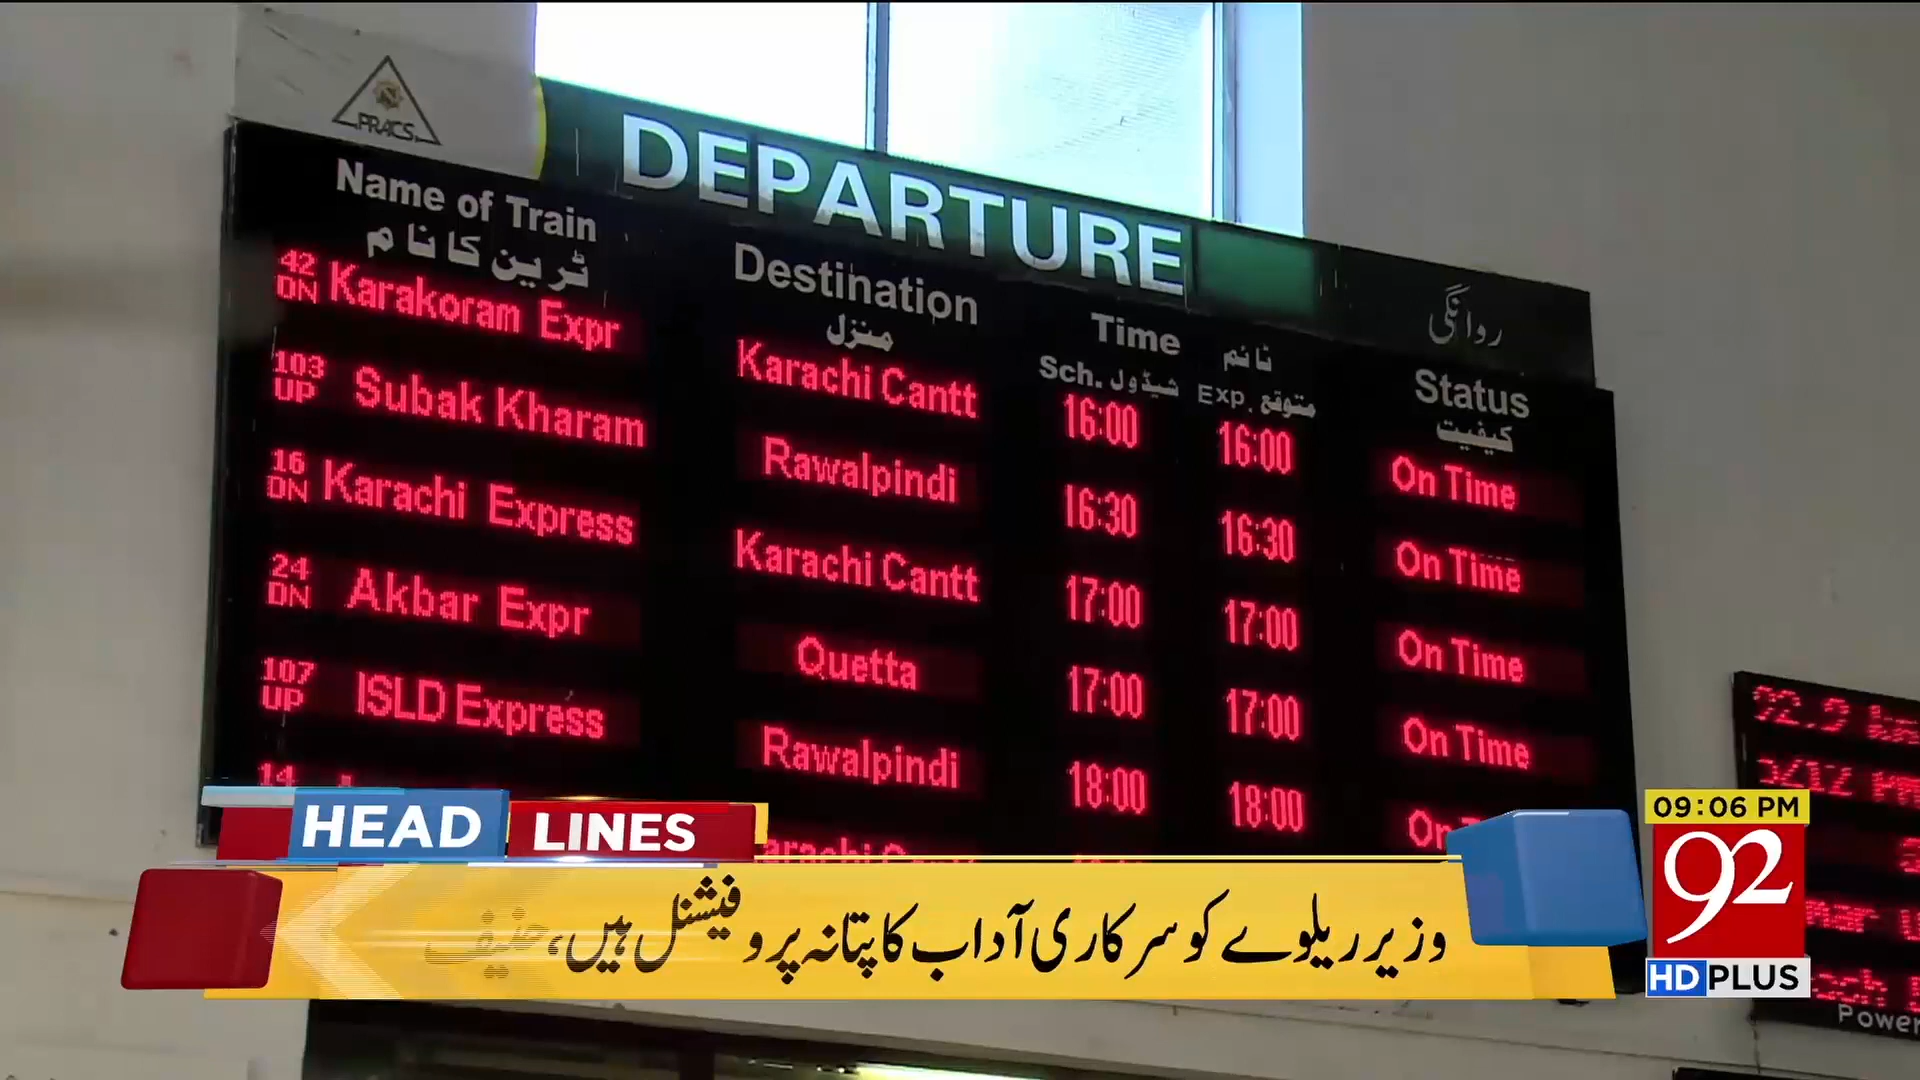 PRACS
DEPARTURE
روانگی
Name of Train
ٹرین کا نام
Destination
منزل
Time ٹائم
Sch. شیڈول Exp. متوقع
Status
کیفیت
42 DN Karakoram Expr Karachi Cantt 16:00 16:00 On Time
103 UP Subak Kharam Rawalpindi 16:30 16:30 On Time
16 DN Karachi Express Karachi Cantt 17:00 17:00 On Time
24 DN Akbar Expr Quetta 17:00 17:00 On Time
107 UP ISLD Express Rawalpindi 18:00 18:00 On
14
92.9
HEAD LINES
وزیر ریلوے کو سرکاری آداب کا پتا نہ پروفیشنل ہیں، حنیف
09:06 PM
92
HD PLUS
Power